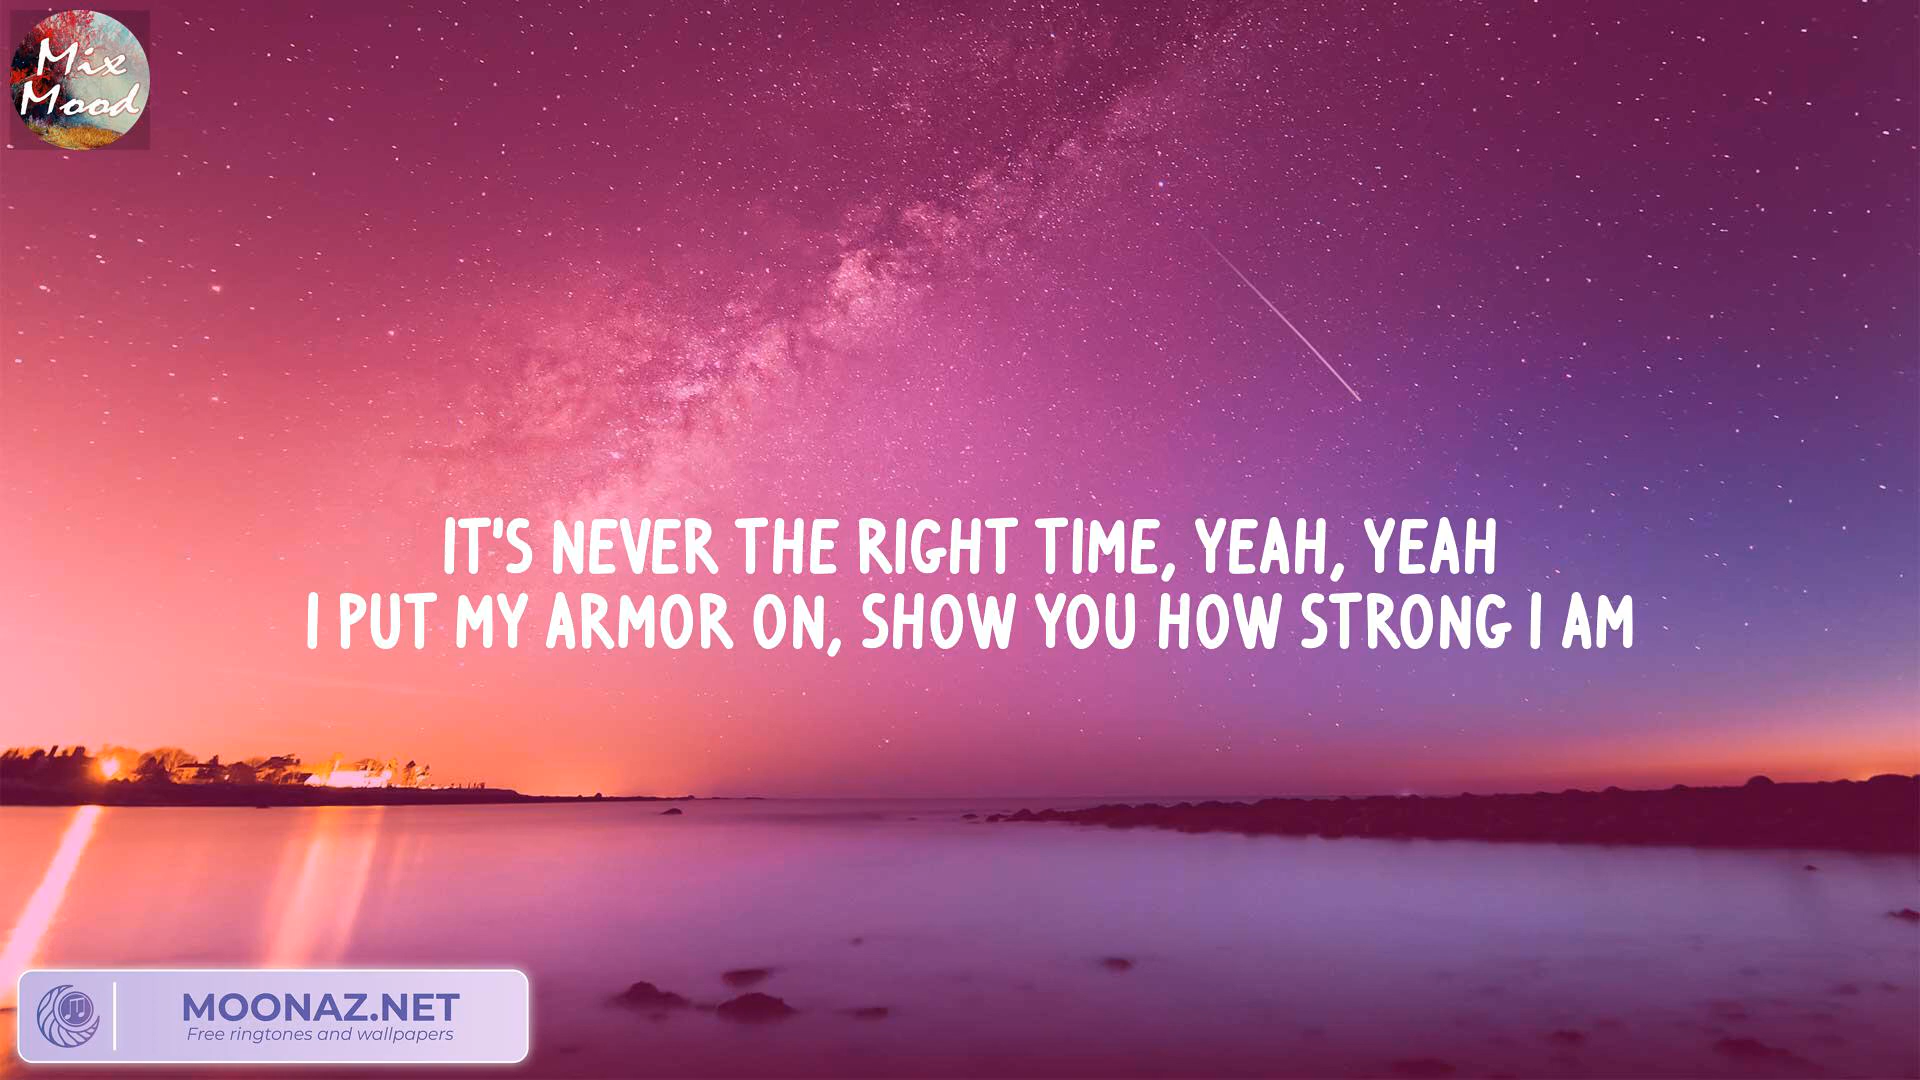 Mix
Mood
IT'S NEVER THE RIGHT TIME, YEAH, YEAH
I PUT MY ARMOR ON, SHOW YOU HOW STRONG I AM
MOONAZ.NET
Free ringtones and wallpapers